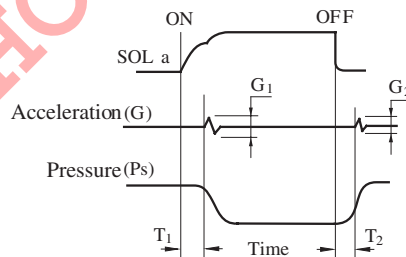 ON OFF
SOL a
G1
G2
Acceleration(G)
Pressure(Ps)
T1 Time T2